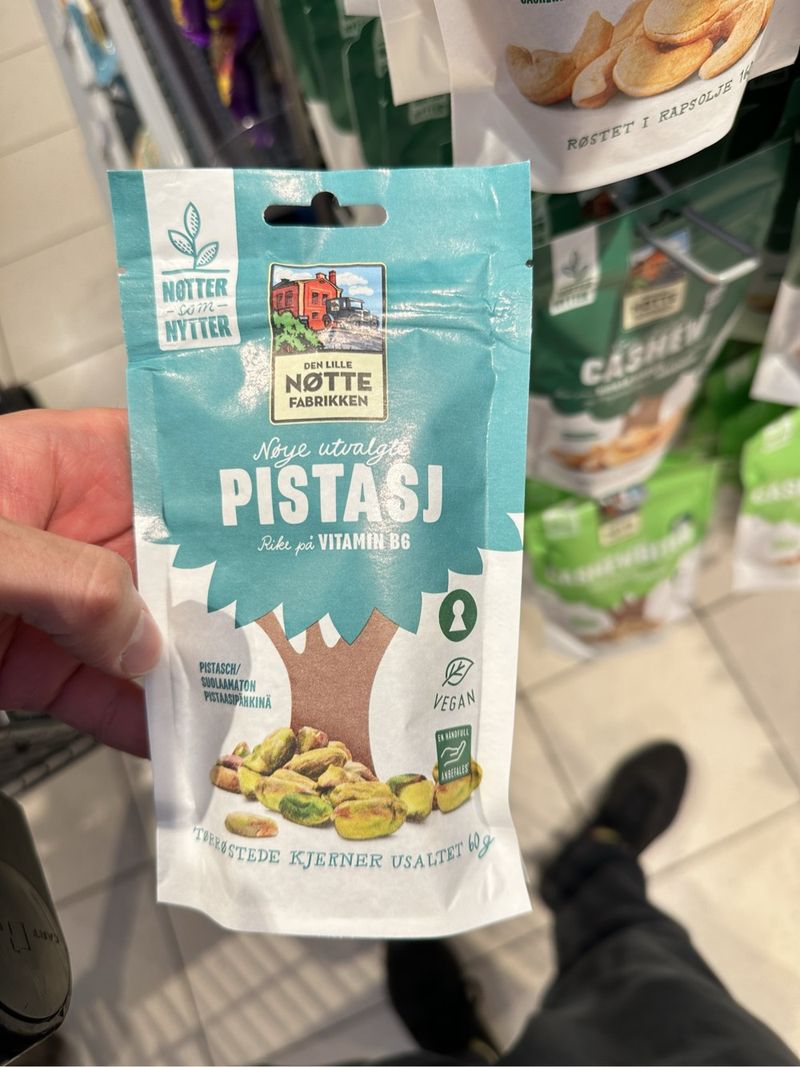 RØSTET I RAPSOLJE
NØTTER
som
NYTTER
DEN LILLE
NØTTE
FABRIKKEN
Nøye utvalgte
PISTASJ
Rike på VITAMIN B6
PISTASCH/
SUOLAAMATON
PISTAASIPÄHKINÄ
VEGAN
EN HÅNDFULL
ANBEFALES
TØRRØSTEDE KJERNER USALTET 60g
NØTTE
CASHEW